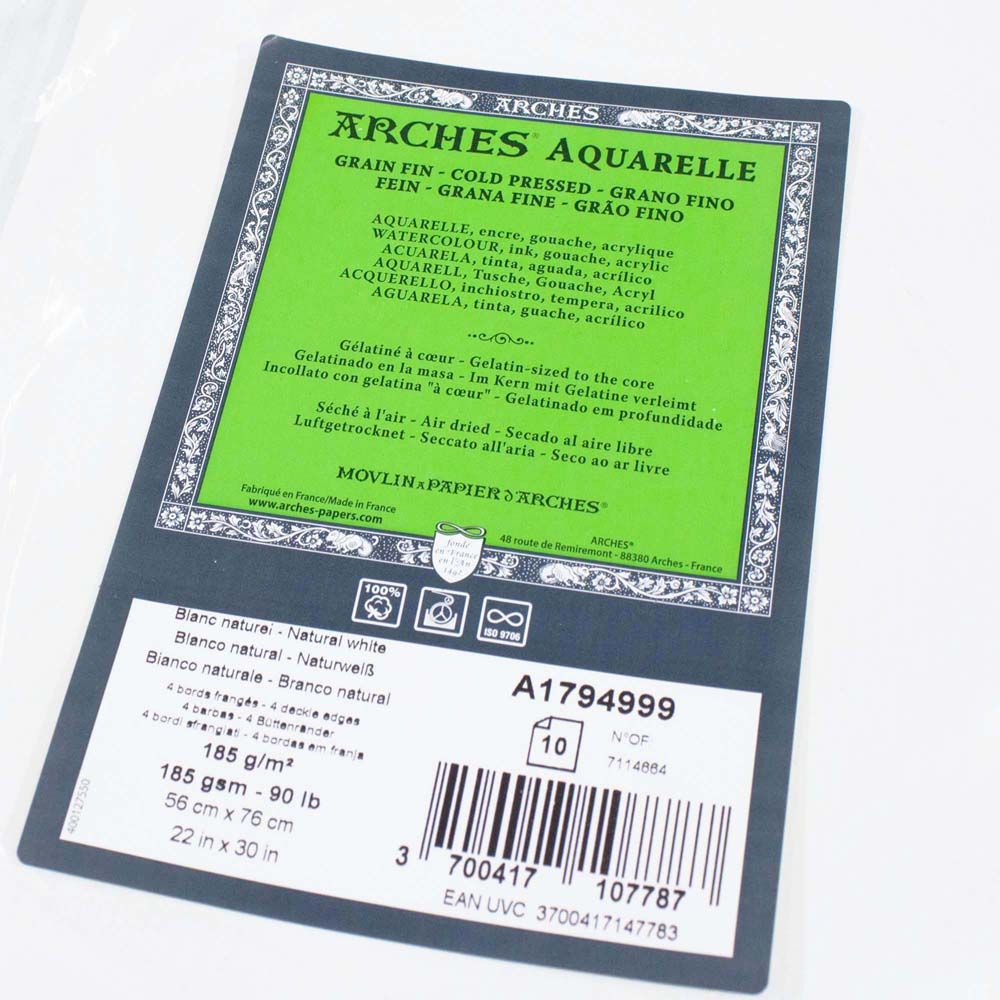 ARCHES
ARCHES® AQUARELLE
GRAIN FIN - COLD PRESSED - GRANO FINO
FEIN - GRANA FINE - GRÃO FINO
AQUARELLE, encre, gouache, acrylique
WATERCOLOUR, ink, gouache, acrylic
ACUARELA, tinta, aguada, acrílico
AQUARELL, Tusche, Gouache, Acryl
ACQUERELLO, inchiostro, tempera, acrilico
AGUARELA, tinta, guache, acrílico
Gélatiné à cœur - Gelatin-sized to the core
Gelatinado en la masa - Im Kern mit Gelatine verleimt
Incollato con gelatina "à cœur" - Gelatinado em profundidade
Séché à l'air - Air dried - Secado al aire libre
Luftgetrocknet - Seccato all'aria - Seco ao ar livre
MOVLIN A PAPIER D ARCHES®
Fabriqué en France/Made in France
www.arches-papers.com
ARCHES®
48 route de Remiremont - 88380 Arches - France
fondé
en France
en l'An
1492
100%
ISO 9706
Blanc naturel - Natural white
Blanco natural - Naturweiß
Bianco naturale - Branco natural
4 bords frangés - 4 deckle edges
4 barbas - 4 Büttenränder
4 bordi sfrangiati - 4 bordas em franja
185 g/m²
185 gsm - 90 lb
56 cm x 76 cm
22 in x 30 in
400127550
A1794999
10
N°OF
7114664
3 700417 107787
EAN UVC 3700417147783